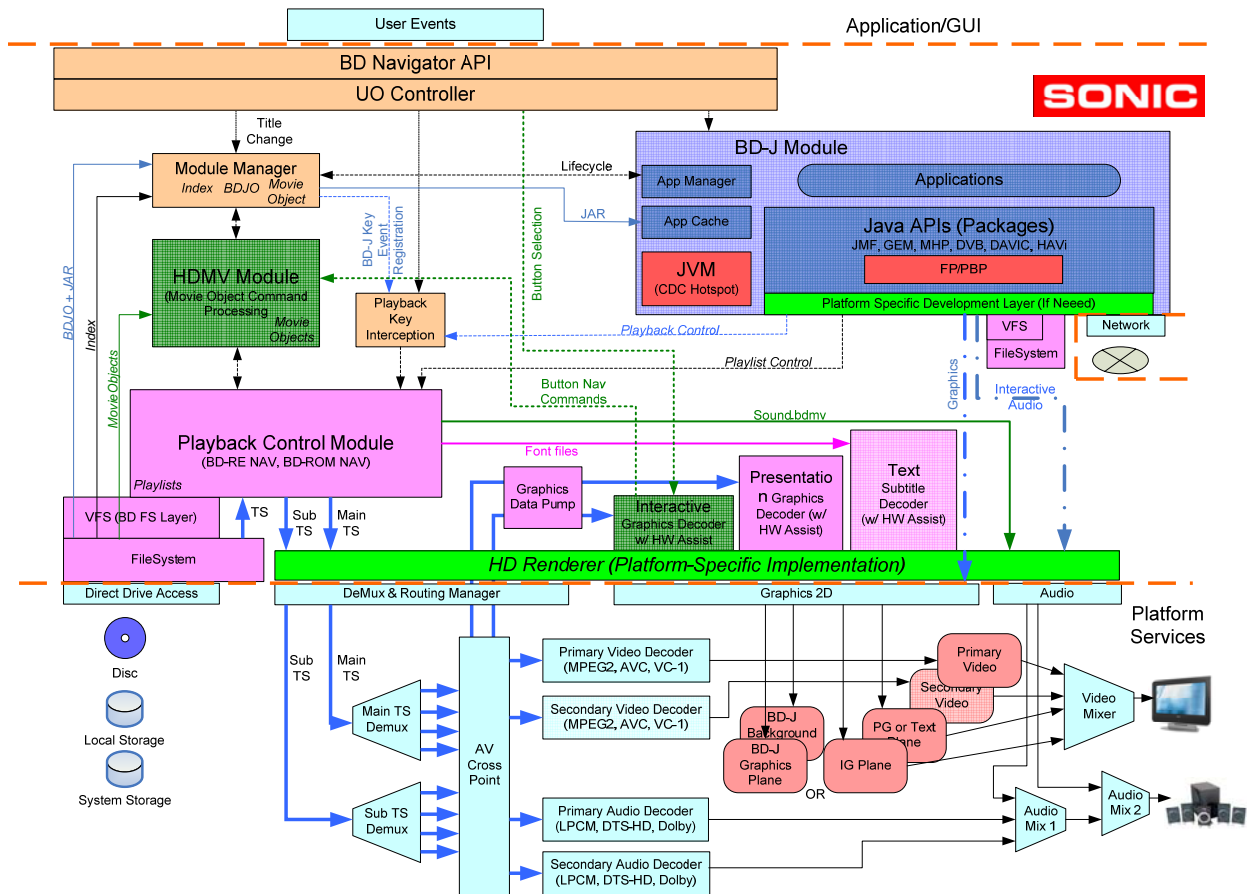 User Events
Application/GUI
BD Navigator API
UO Controller
SONIC
Title
Change
BD-J Module
Module Manager
Index BDJO Movie
Object
Lifecycle
App Manager
Applications
JAR
App Cache
Java APIs (Packages)
JMF, GEM, MHP, DVB, DAVIC, HAVi
FP/PBP
BD-J Key
Event
Registration
Button Selection
HDMV Module
(Movie Object Command
Processing)
Movie
Objects
JVM
(CDC Hotspot)
Platform Specific Development Layer (If Neeed)
BDJO + JAR
Index
MovieObjects
Playback
Key
Interception
Playback Control
VFS
FileSystem
Network
Playlist Control
Graphics
Interactive
Audio
Button Nav
Commands
Sound.bdmv
Playback Control Module
(BD-RE NAV, BD-ROM NAV)
Playlists
Font files
Graphics
Data Pump
Presentatio
n Graphics
Decoder (w/
HW Assist)
Text
Subtitle
Decoder
(w/ HW Assist)
Interactive
Graphics Decoder
w/ HW Assist
VFS (BD FS Layer)
TS
Sub
TS
Main
TS
FileSystem
HD Renderer (Platform-Specific Implementation)
Direct Drive Access
DeMux & Routing Manager
Graphics 2D
Audio
Platform
Services
Disc
Sub
TS
Main
TS
Primary Video Decoder
(MPEG2, AVC, VC-1)
Primary
Video
Secondary
Video
Local Storage
Main TS
Demux
Secondary Video Decoder
(MPEG2, AVC, VC-1)
BD-J
Background
PG or Text
Plane
Video
Mixer
AV
Cross
Point
BD-J
Graphics
Plane
IG Plane
OR
System Storage
Sub TS
Demux
Primary Audio Decoder
(LPCM, DTS-HD, Dolby)
Audio
Mix 1
Audio
Mix 2
Secondary Audio Decoder
(LPCM, DTS-HD, Dolby)